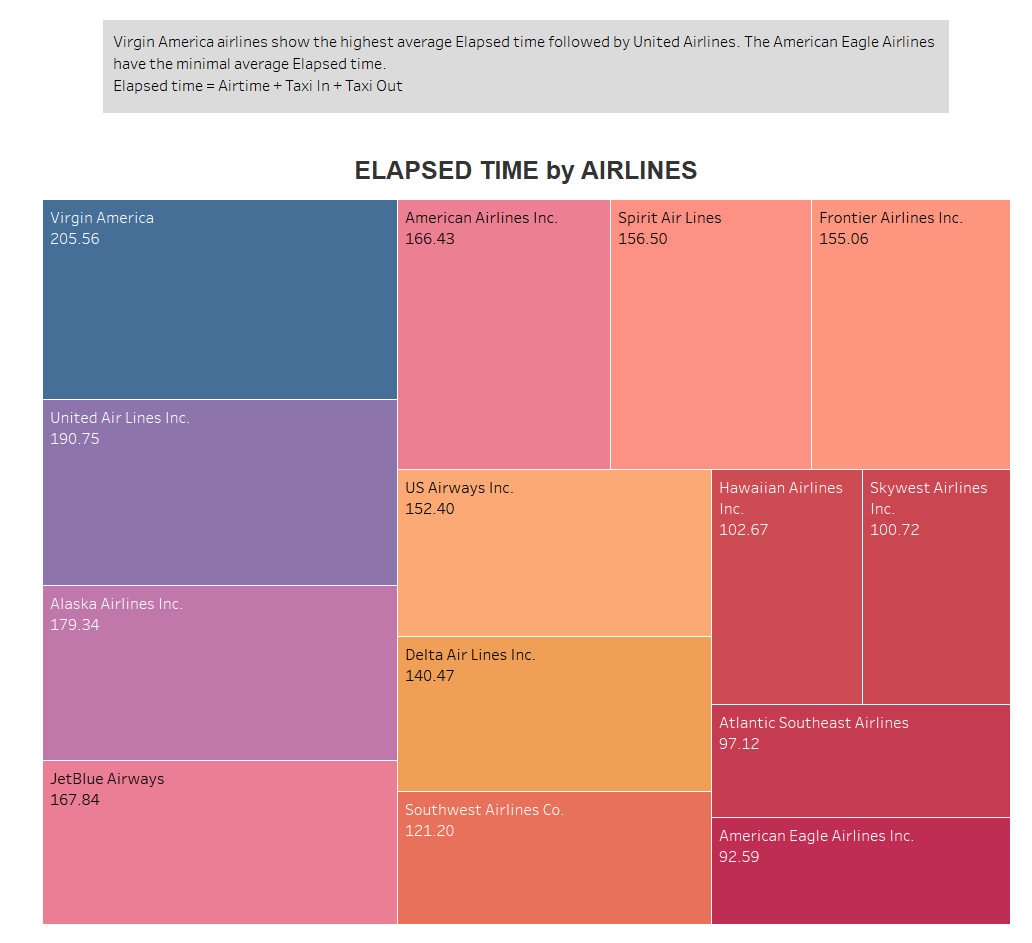 Virgin America airlines show the highest average Elapsed time followed by United Airlines. The American Eagle Airlines
have the minimal average Elapsed time.
Elapsed time = Airtime + Taxi In + Taxi Out
ELAPSED TIME by AIRLINES
Virgin America
205.56
United Air Lines Inc.
190.75
Alaska Airlines Inc.
179.34
JetBlue Airways
167.84
American Airlines Inc.
166.43
Spirit Air Lines
156.50
Frontier Airlines Inc.
155.06
US Airways Inc.
152.40
Delta Air Lines Inc.
140.47
Southwest Airlines Co.
121.20
Hawaiian Airlines
Inc.
102.67
Skywest Airlines
Inc.
100.72
Atlantic Southeast Airlines
97.12
American Eagle Airlines Inc.
92.59